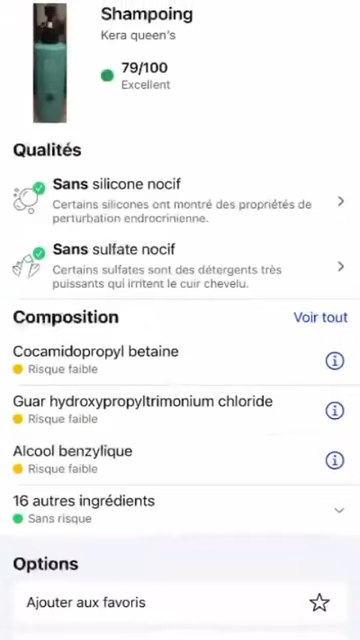 Shampoing
Kera queen's
79/100
Excellent
Qualités
Sans silicone nocif
Certains silicones ont montré des propriétés de
perturbation endrocrinienne.
Sans sulfate nocif
Certains sulfates sont des détergents très
puissants qui irritent le cuir chevelu.
Composition
Voir tout
Cocamidopropyl betaine
Risque faible
Guar hydroxypropyltrimonium chloride
Risque faible
Alcool benzylique
Risque faible
16 autres ingrédients
Sans risque
Options
Ajouter aux favoris